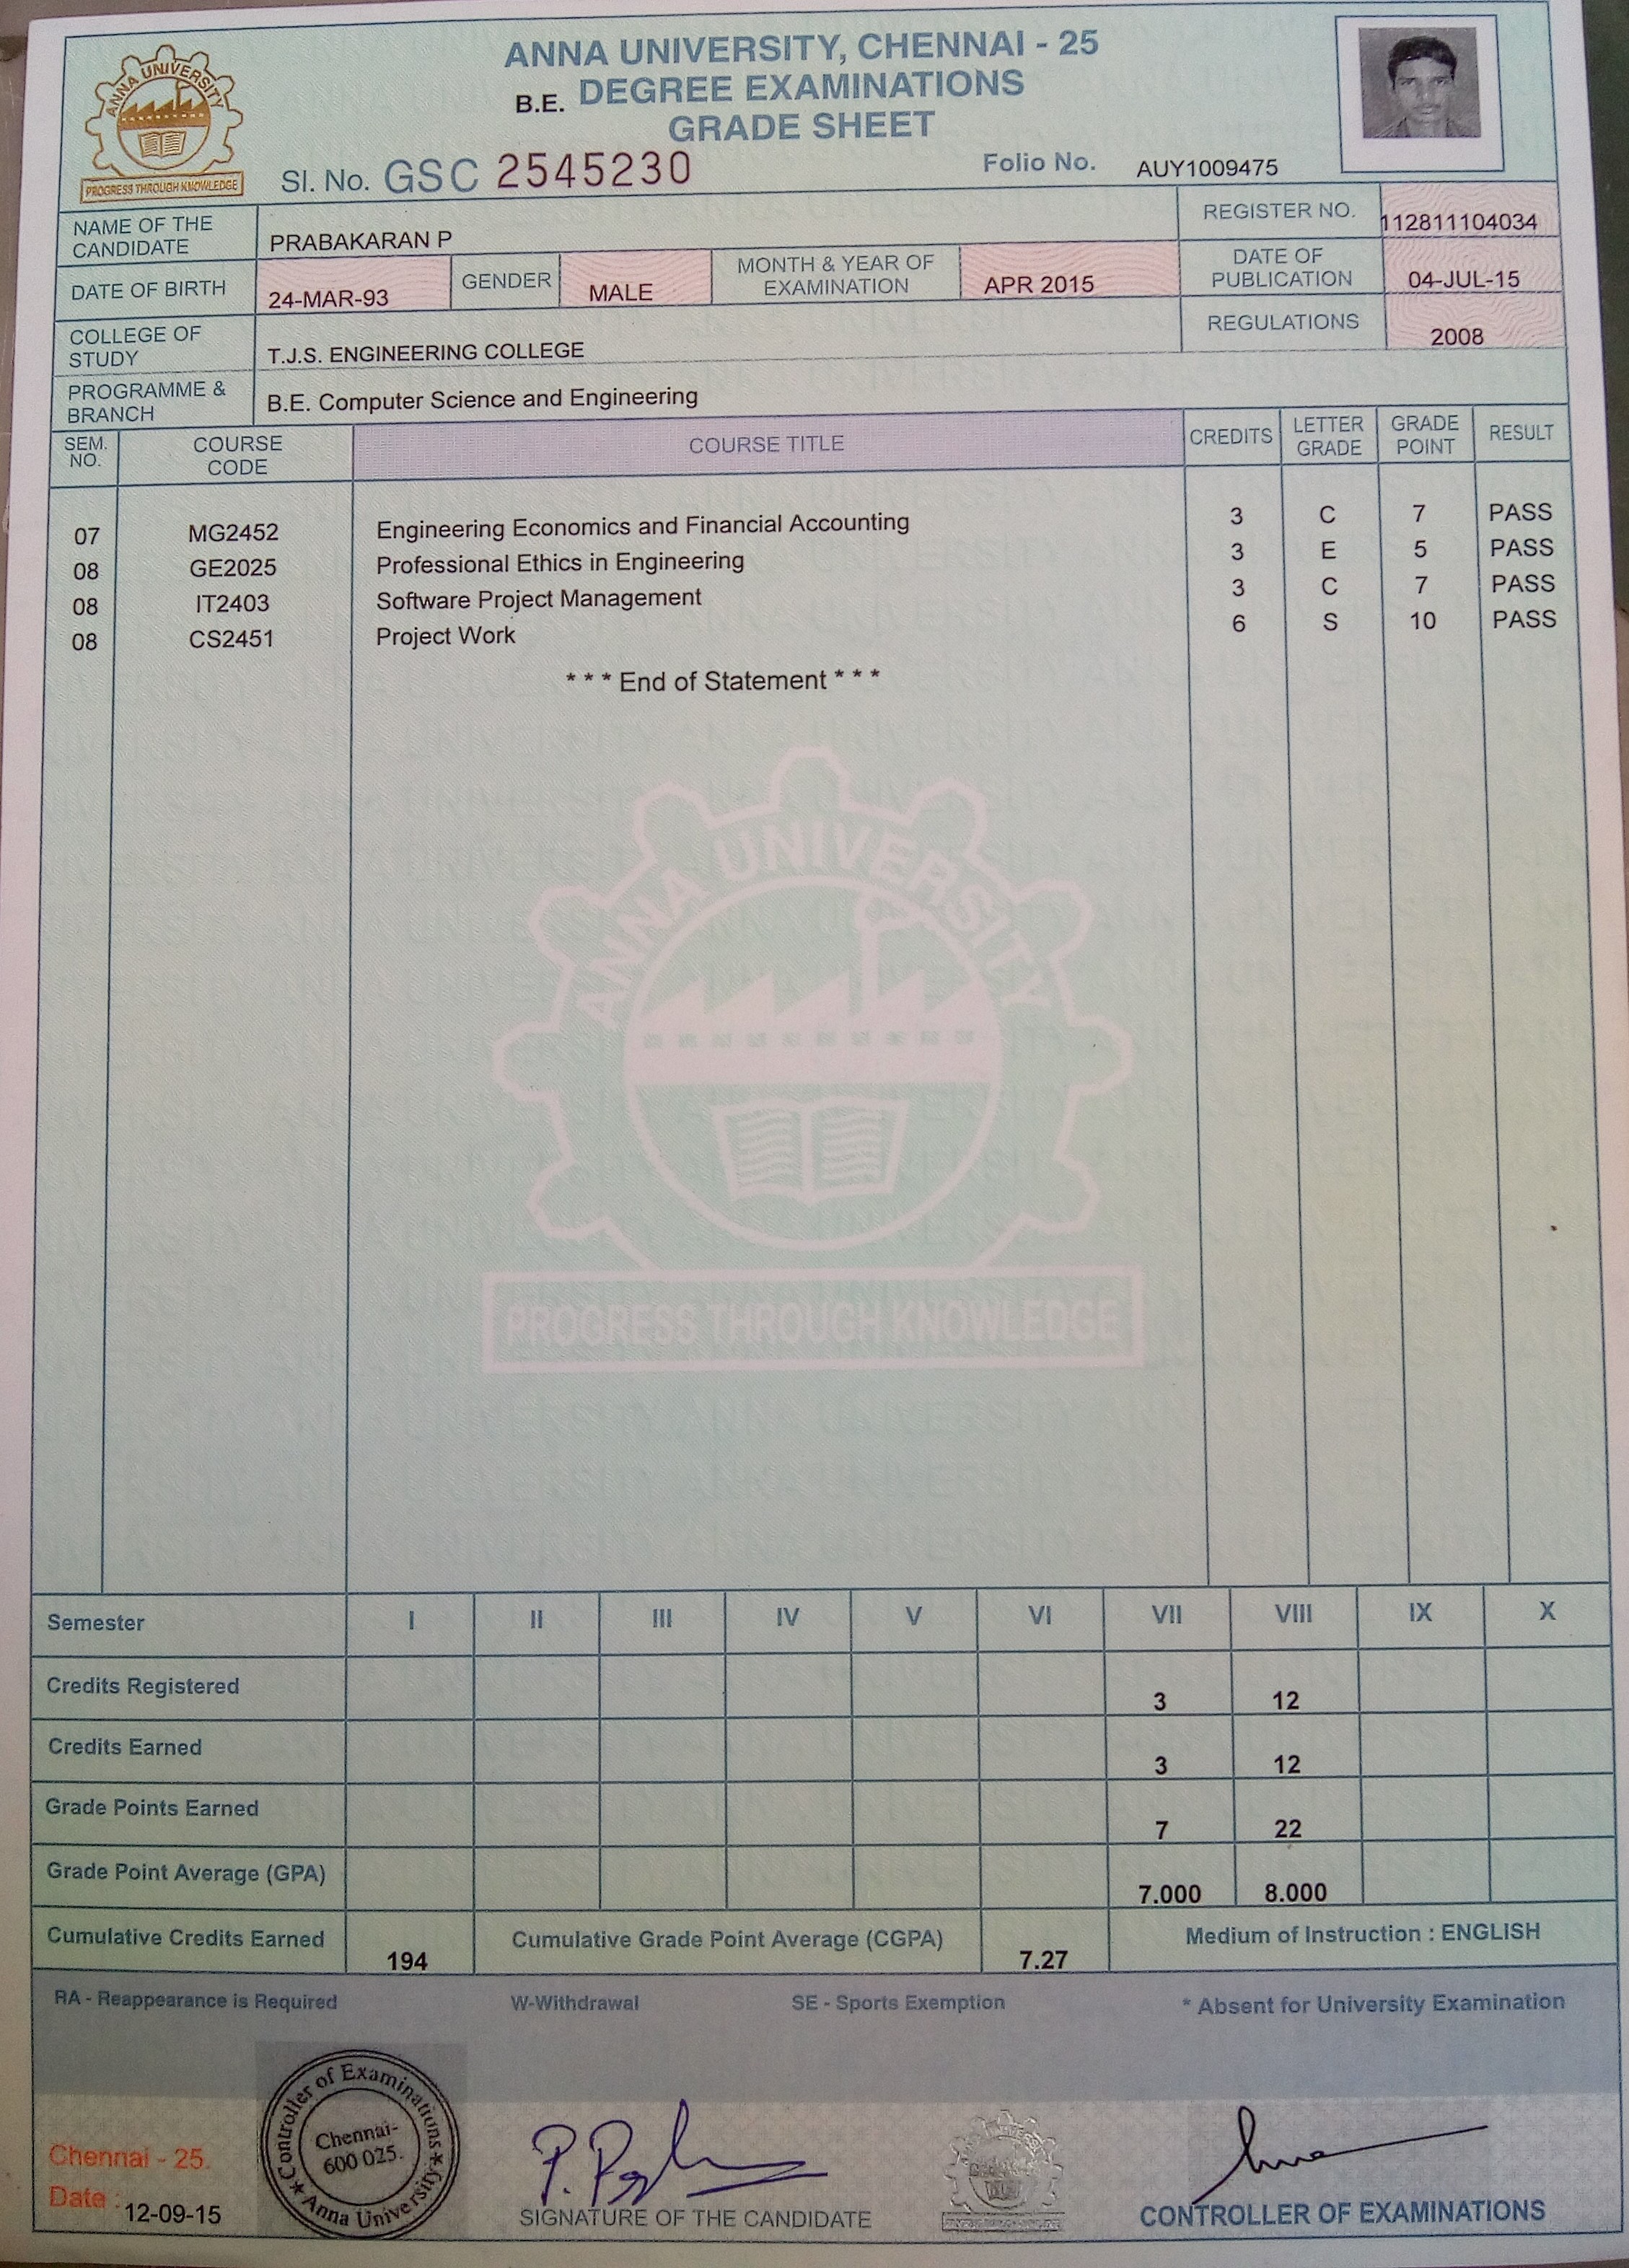 ANNA UNIVERSITY
PROGRESS THROUGH KNOWLEDGE
ANNA UNIVERSITY, CHENNAI - 25
B.E. DEGREE EXAMINATIONS
GRADE SHEET
Sl. No. GSC 2545230
Folio No. AUY1009475
NAME OF THE CANDIDATE PRABAKARAN P
REGISTER NO. 112811104034
DATE OF BIRTH 24-MAR-93 GENDER MALE MONTH & YEAR OF EXAMINATION APR 2015 DATE OF PUBLICATION 04-JUL-15
COLLEGE OF STUDY T.J.S. ENGINEERING COLLEGE REGULATIONS 2008
PROGRAMME & BRANCH B.E. Computer Science and Engineering
SEM. NO. COURSE CODE COURSE TITLE CREDITS LETTER GRADE GRADE POINT RESULT
07 MG2452 Engineering Economics and Financial Accounting 3 C 7 PASS
08 GE2025 Professional Ethics in Engineering 3 E 5 PASS
08 IT2403 Software Project Management 3 C 7 PASS
08 CS2451 Project Work 6 S 10 PASS
* * * End of Statement * * *
ANNA UNIVERSITY
PROGRESS THROUGH KNOWLEDGE
Semester I II III IV V VI VII VIII IX X
Credits Registered 3 12
Credits Earned 3 12
Grade Points Earned 7 22
Grade Point Average (GPA) 7.000 8.000
Cumulative Credits Earned 194 Cumulative Grade Point Average (CGPA) 7.27 Medium of Instruction : ENGLISH
RA - Reappearance is Required W-Withdrawal SE - Sports Exemption * Absent for University Examination
Controller of Examinations
Chennai-
600 025.
Anna University
Chennai - 25.
Date : 12-09-15
SIGNATURE OF THE CANDIDATE
CONTROLLER OF EXAMINATIONS